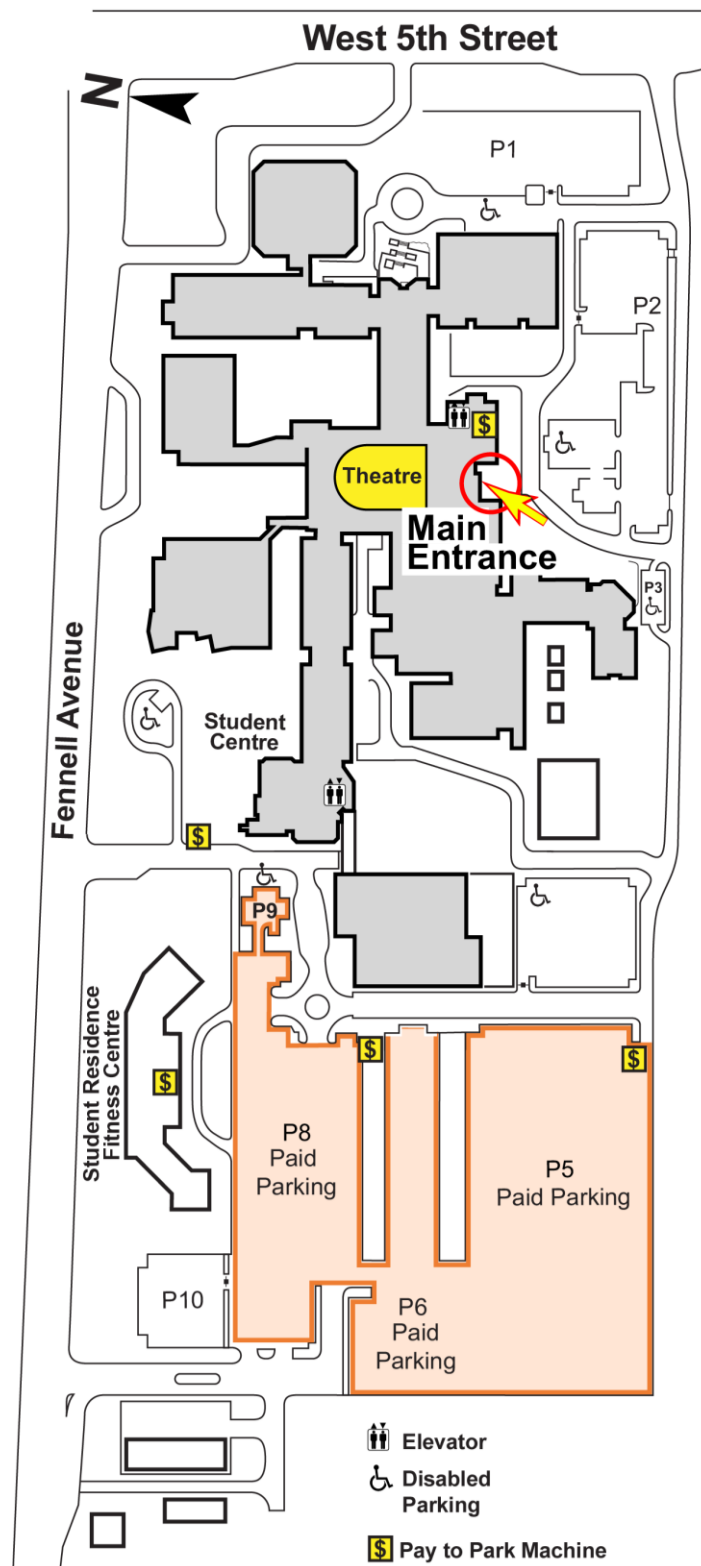 West 5th Street
N
P1
P2
$
Theatre
Main
Entrance
P3
Student
Centre
Fennell Avenue
$
P9
$
$
Student Residence
Fitness Centre
$
P8
Paid
Parking
P5
Paid Parking
P10
P6
Paid
Parking
Elevator
Disabled
Parking
$ Pay to Park Machine